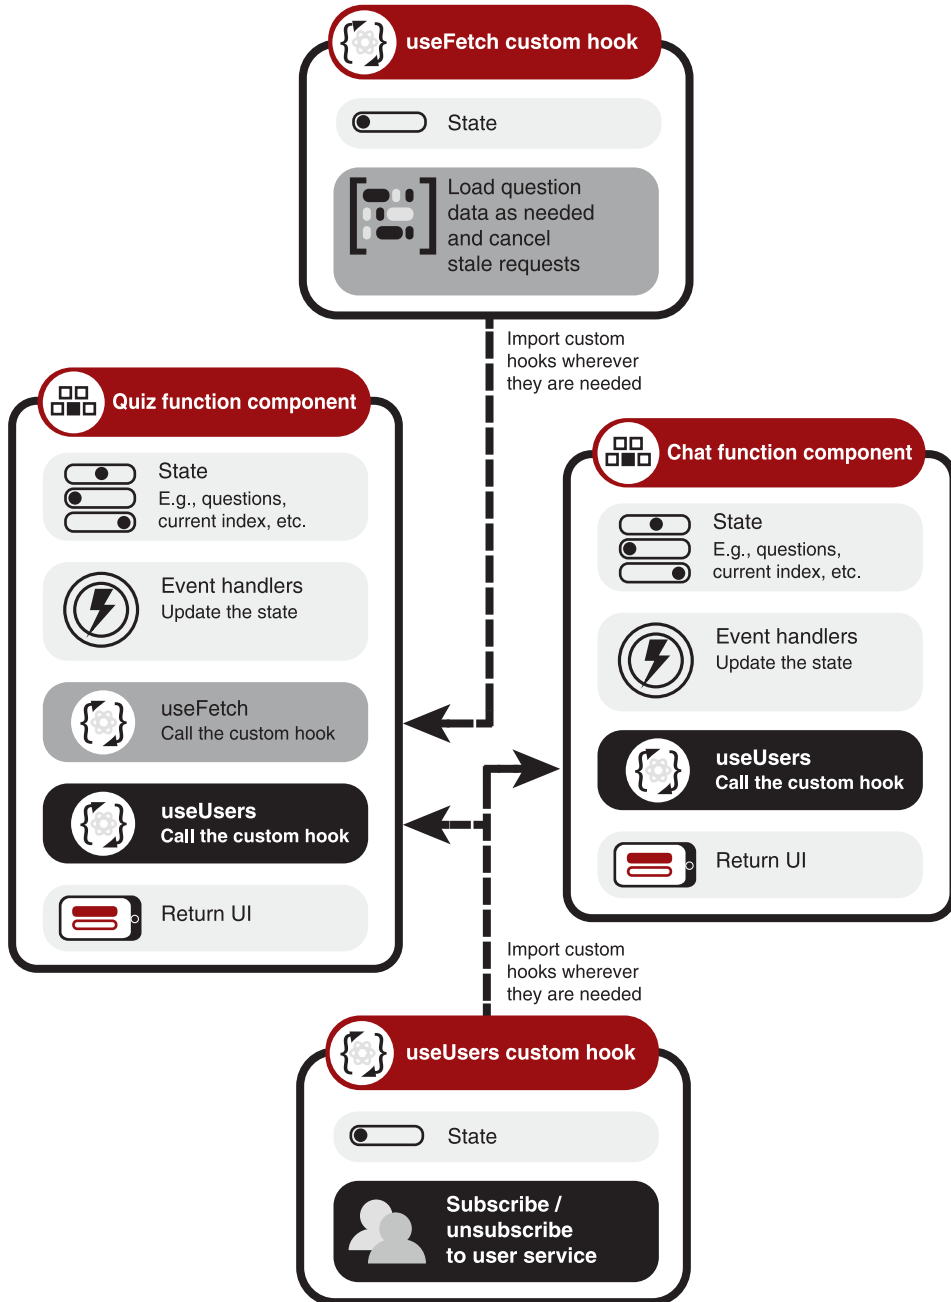 useFetch custom hook
State
Load question
data as needed
and cancel
stale requests
Import custom
hooks wherever
they are needed
Quiz function component
State
E.g., questions,
current index, etc.
Event handlers
Update the state
useFetch
Call the custom hook
useUsers
Call the custom hook
Return UI
Chat function component
State
E.g., questions,
current index, etc.
Event handlers
Update the state
useUsers
Call the custom hook
Return UI
Import custom
hooks wherever
they are needed
useUsers custom hook
State
Subscribe /
unsubscribe
to user service